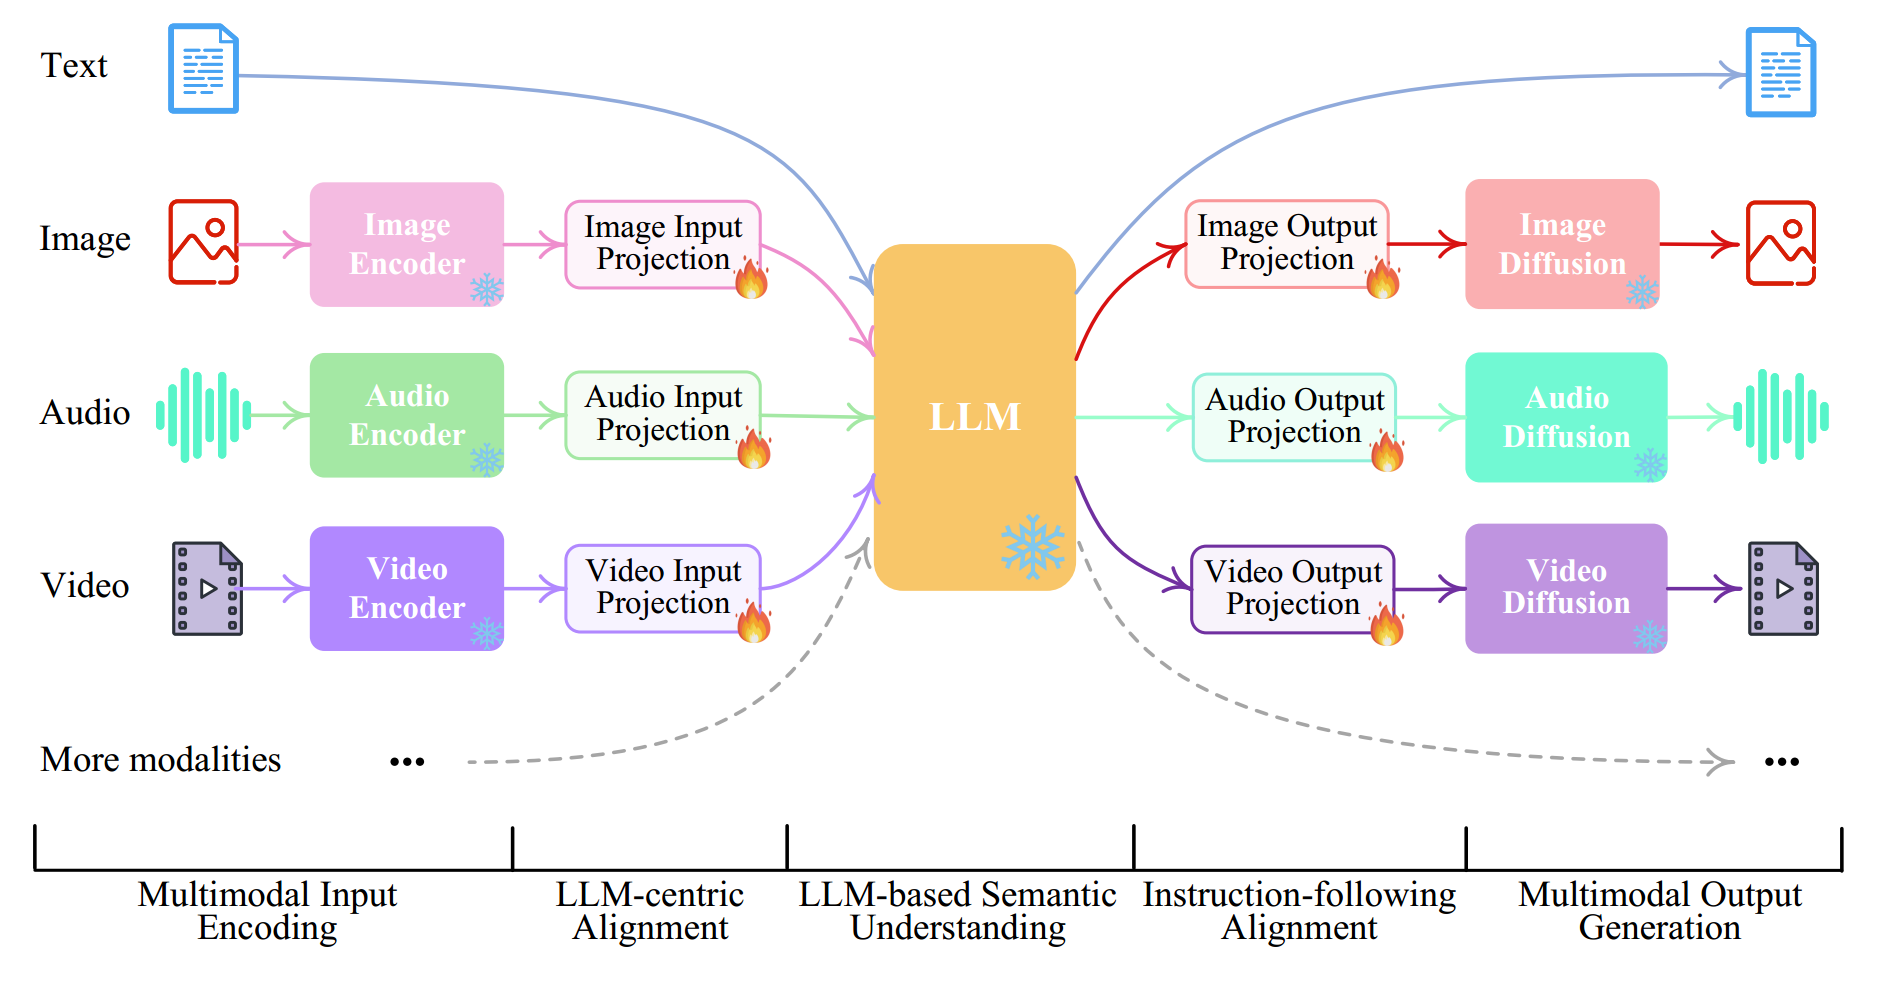 Text
Image
Image
Encoder
Image Input
Projection
Image Output
Projection
Image
Diffusion
Audio
Audio
Encoder
Audio Input
Projection
LLM
Audio Output
Projection
Audio
Diffusion
Video
Video
Encoder
Video Input
Projection
Video Output
Projection
Video
Diffusion
More modalities
...
...
Multimodal Input
Encoding
LLM-centric
Alignment
LLM-based Semantic
Understanding
Instruction-following
Alignment
Multimodal Output
Generation